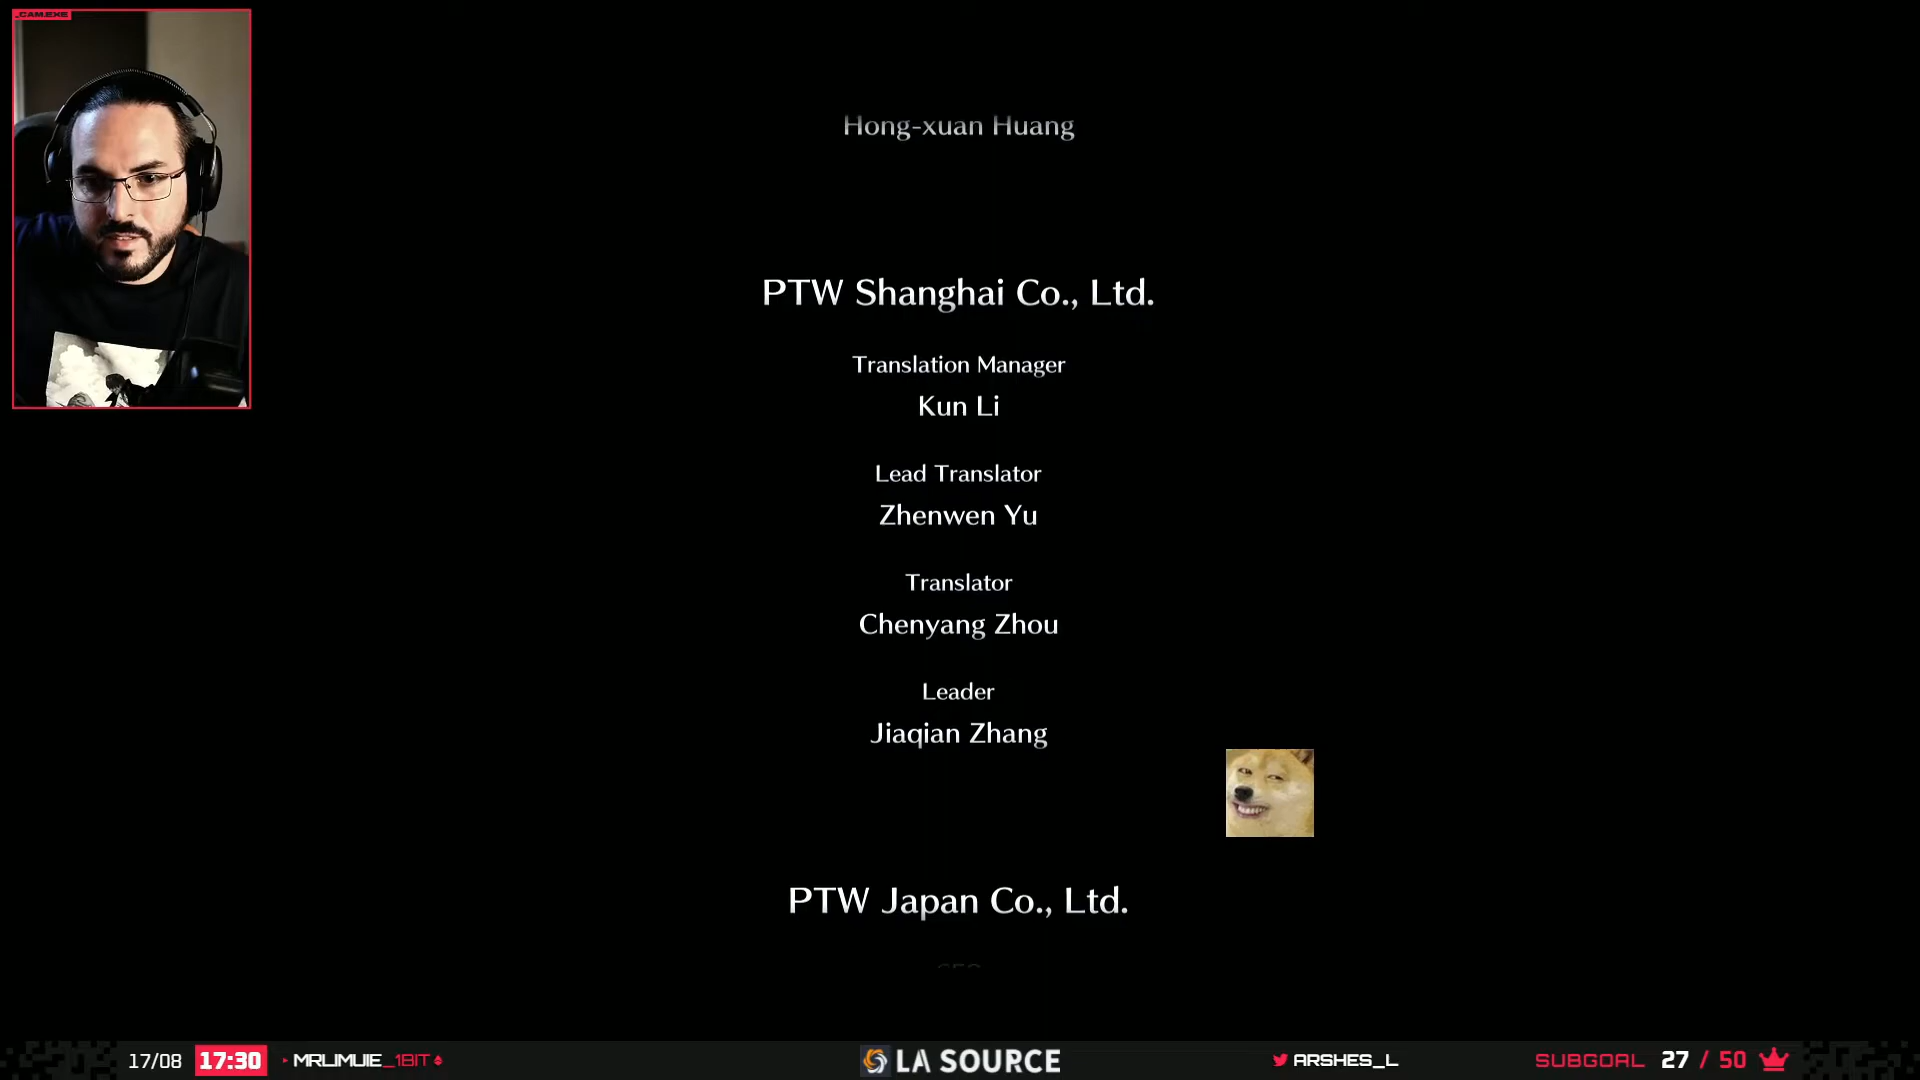 _CAM.EXE
Hong-xuan Huang
PTW Shanghai Co., Ltd.
Translation Manager
Kun Li
Lead Translator
Zhenwen Yu
Translator
Chenyang Zhou
Leader
Jiaqian Zhang
PTW Japan Co., Ltd.
17/08 17:30 MRLIMUIE_1BIT LA SOURCE ARSHES_L SUBGOAL 27 / 50